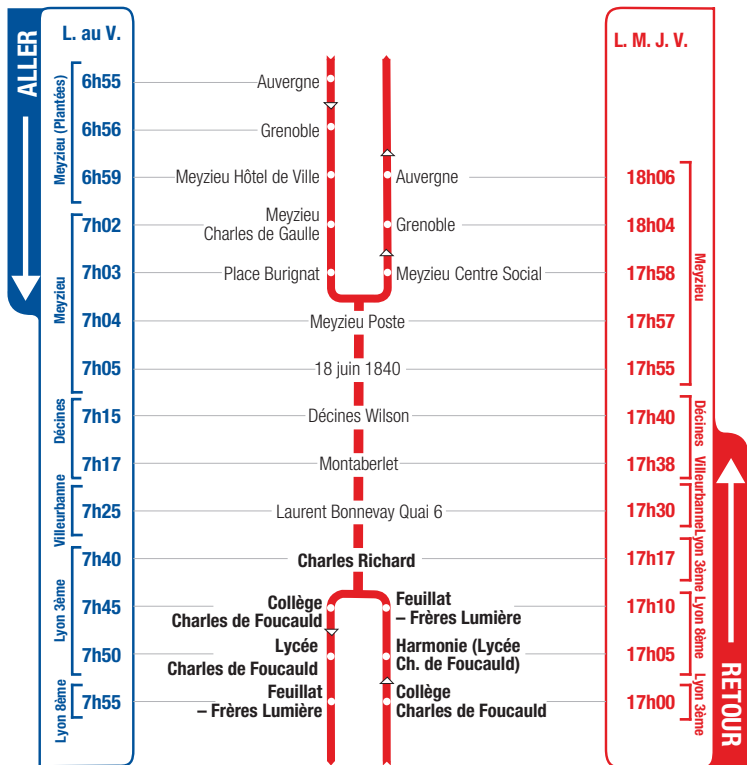 ALLER
L. au V.
L. M. J. V.
Meyzieu (Plantées)
6h55
Auvergne
6h56
Grenoble
6h59
Meyzieu Hôtel de Ville
Auvergne
18h06
7h02
Meyzieu
Charles de Gaulle
Grenoble
18h04
7h03
Place Burignat
Meyzieu Centre Social
17h58
Meyzieu
Meyzieu
7h04
Meyzieu Poste
17h57
7h05
18 juin 1840
17h55
Décines
7h15
Décines Wilson
17h40
Décines
7h17
Montaberlet
17h38
Villeurbanne
7h25
Laurent Bonnevay Quai 6
17h30
Villeurbanne
7h40
Charles Richard
17h17
Lyon 3ème
Lyon 3ème
7h45
Collège
Charles de Foucauld
Feuillat
– Frères Lumière
17h10
Lyon 8ème
7h50
Lycée
Charles de Foucauld
Harmonie (Lycée
Ch. de Foucauld)
17h05
Lyon 8ème
7h55
Feuillat
– Frères Lumière
Collège
Charles de Foucauld
17h00
Lyon 3ème
RETOUR